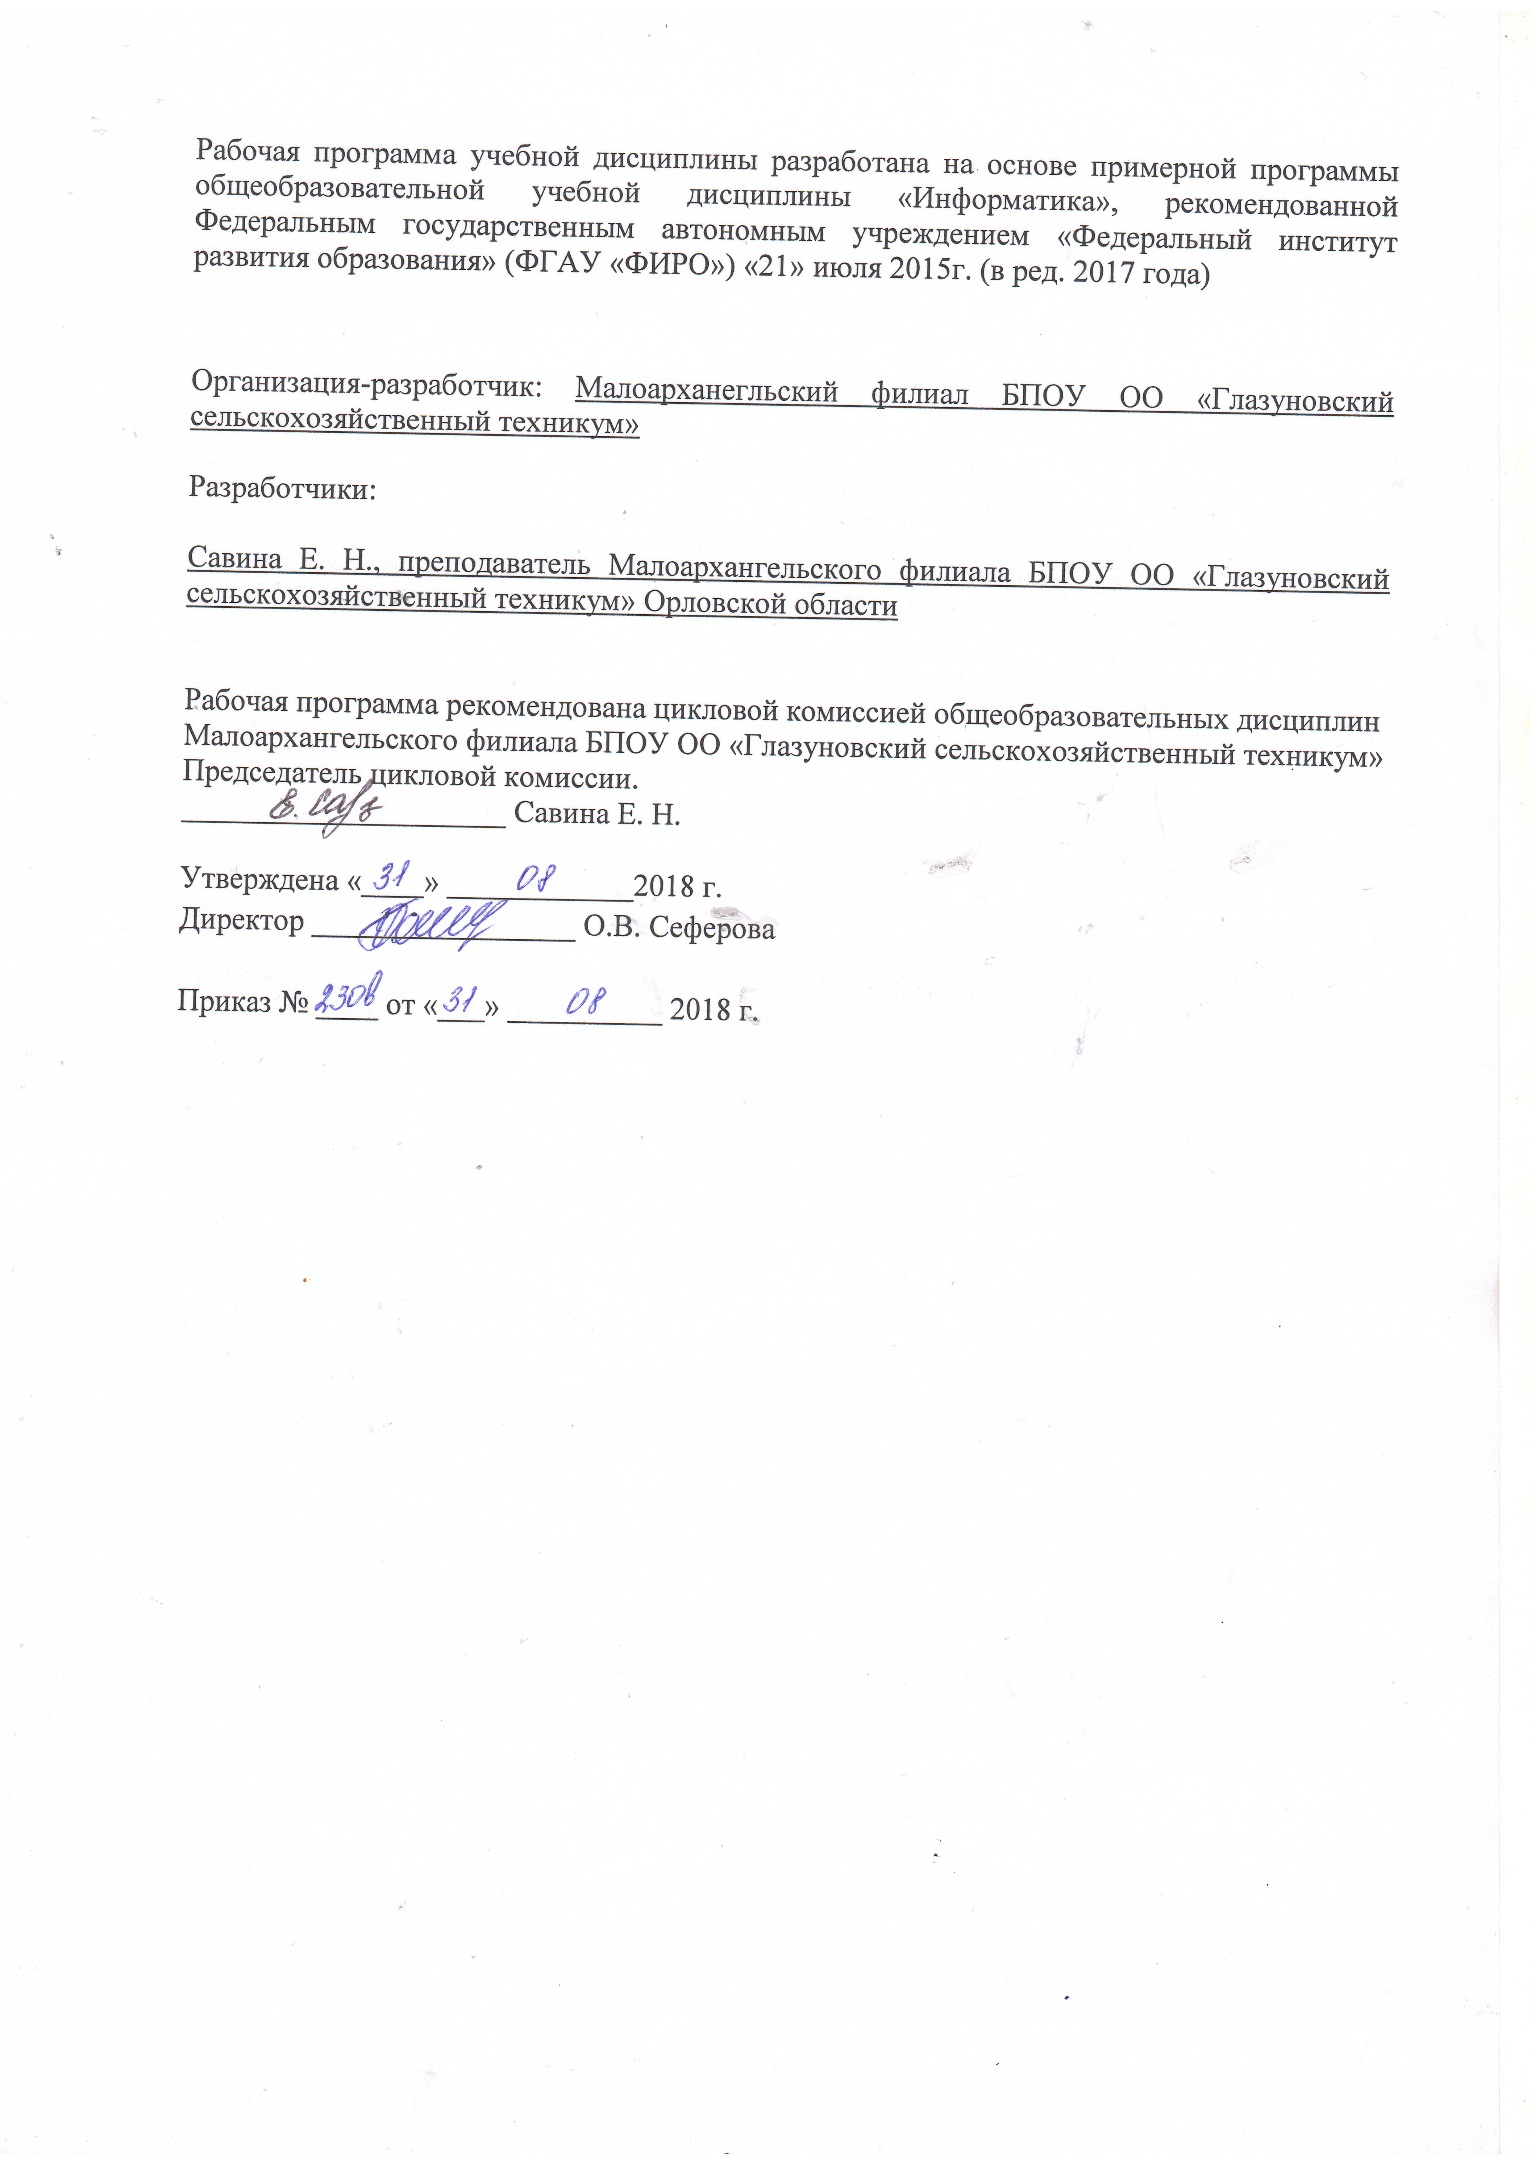 Рабочая программа учебной дисциплины разработана на основе примерной программы
общеобразовательной учебной дисциплины «Информатика», рекомендованной
Федеральным государственным автономным учреждением «Федеральный институт
развития образования» (ФГАУ «ФИРО») «21» июля 2015г. (в ред. 2017 года)
Организация-разработчик: Малоарханегльский филиал БПОУ ОО «Глазуновский
сельскохозяйственный техникум»
Разработчики:
Савина Е. Н., преподаватель Малоархангельского филиала БПОУ ОО «Глазуновский
сельскохозяйственный техникум» Орловской области
Рабочая программа рекомендована цикловой комиссией общеобразовательных дисциплин
Малоархангельского филиала БПОУ ОО «Глазуновский сельскохозяйственный техникум»
Председатель цикловой комиссии.
Савина Е. Н.
Утверждена «31» 08 2018 г.
Директор О.В. Сеферова
Приказ № 230в от «31» 08 2018 г.